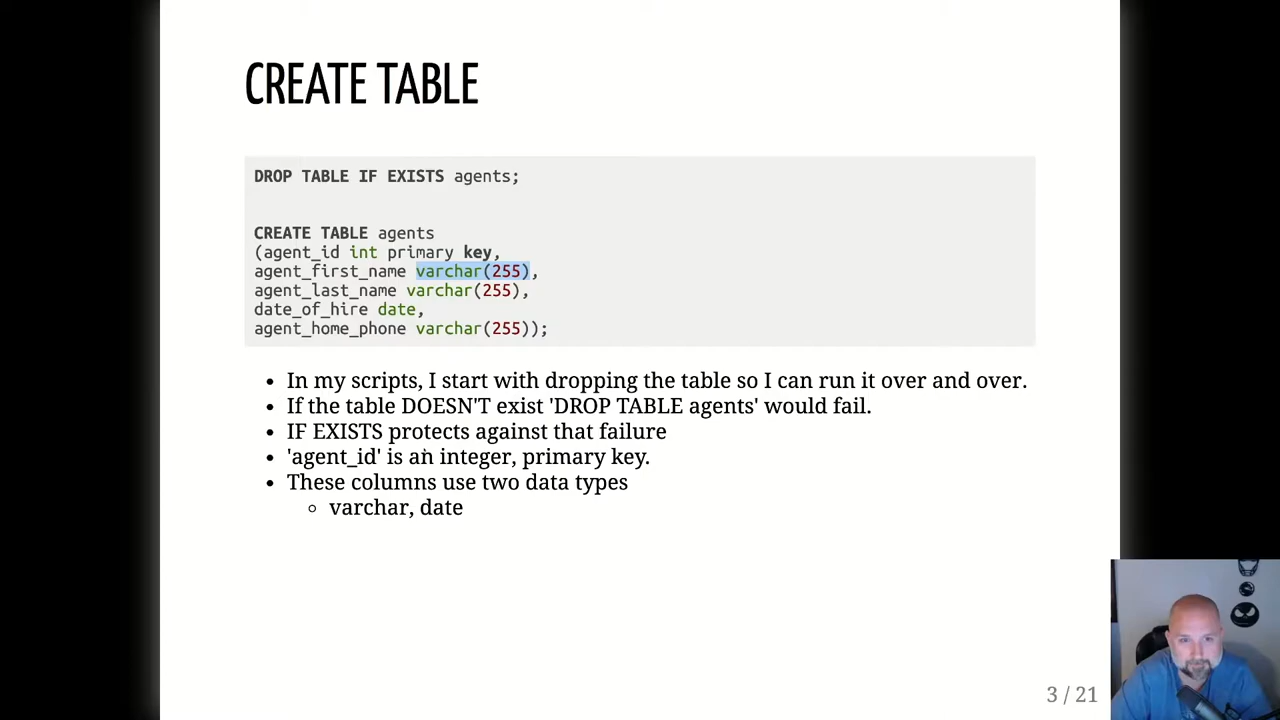 CREATE TABLE
DROP TABLE IF EXISTS agents;
CREATE TABLE agents
(agent_id int primary key,
agent_first_name varchar(255),
agent_last_name varchar(255),
date_of_hire date,
agent_home_phone varchar(255));
• In my scripts, I start with dropping the table so I can run it over and over.
• If the table DOESN'T exist 'DROP TABLE agents' would fail.
• IF EXISTS protects against that failure
• 'agent_id' is an integer, primary key.
• These columns use two data types
◦ varchar, date
3 / 21